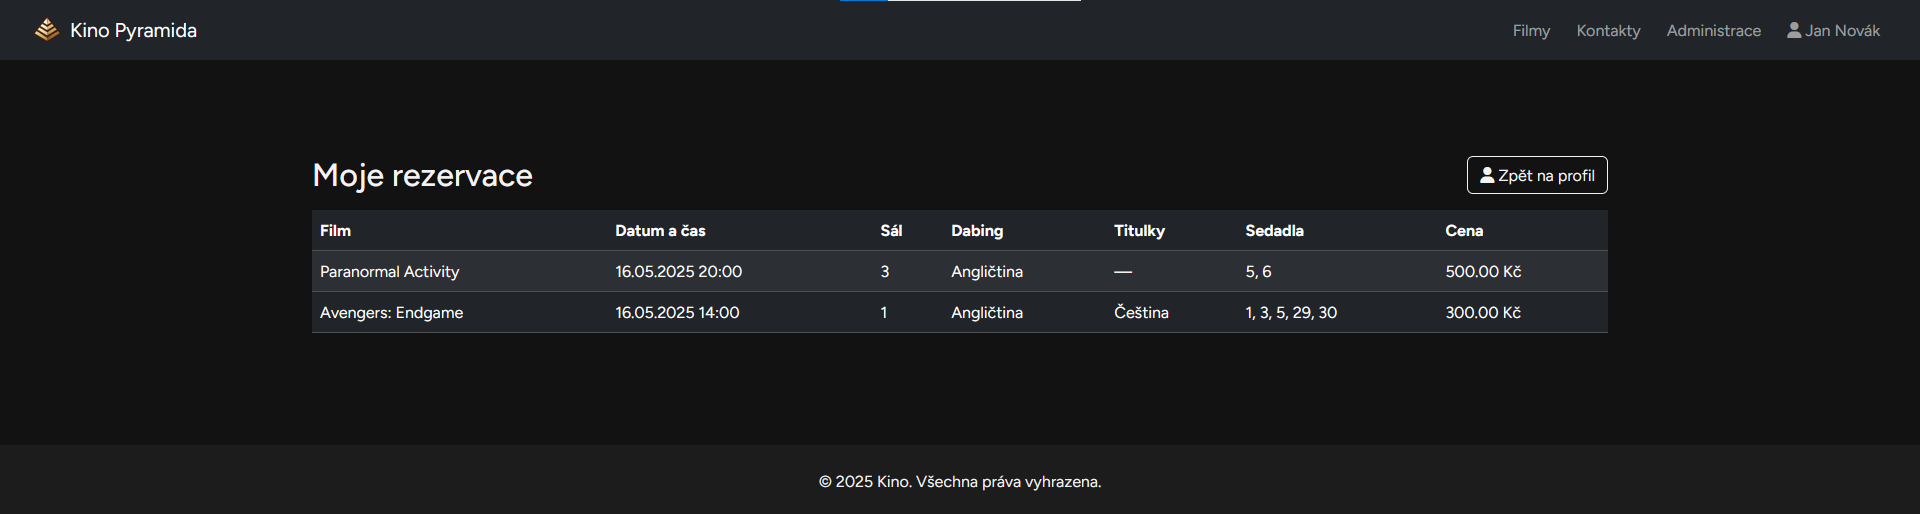 Kino Pyramida Filmy Kontakty Administrace Jan Novák
Moje rezervace Zpět na profil
Film Datum a čas Sál Dabing Titulky Sedadla Cena
Paranormal Activity 16.05.2025 20:00 3 Angličtina — 5, 6 500.00 Kč
Avengers: Endgame 16.05.2025 14:00 1 Angličtina Čeština 1, 3, 5, 29, 30 300.00 Kč
© 2025 Kino. Všechna práva vyhrazena.